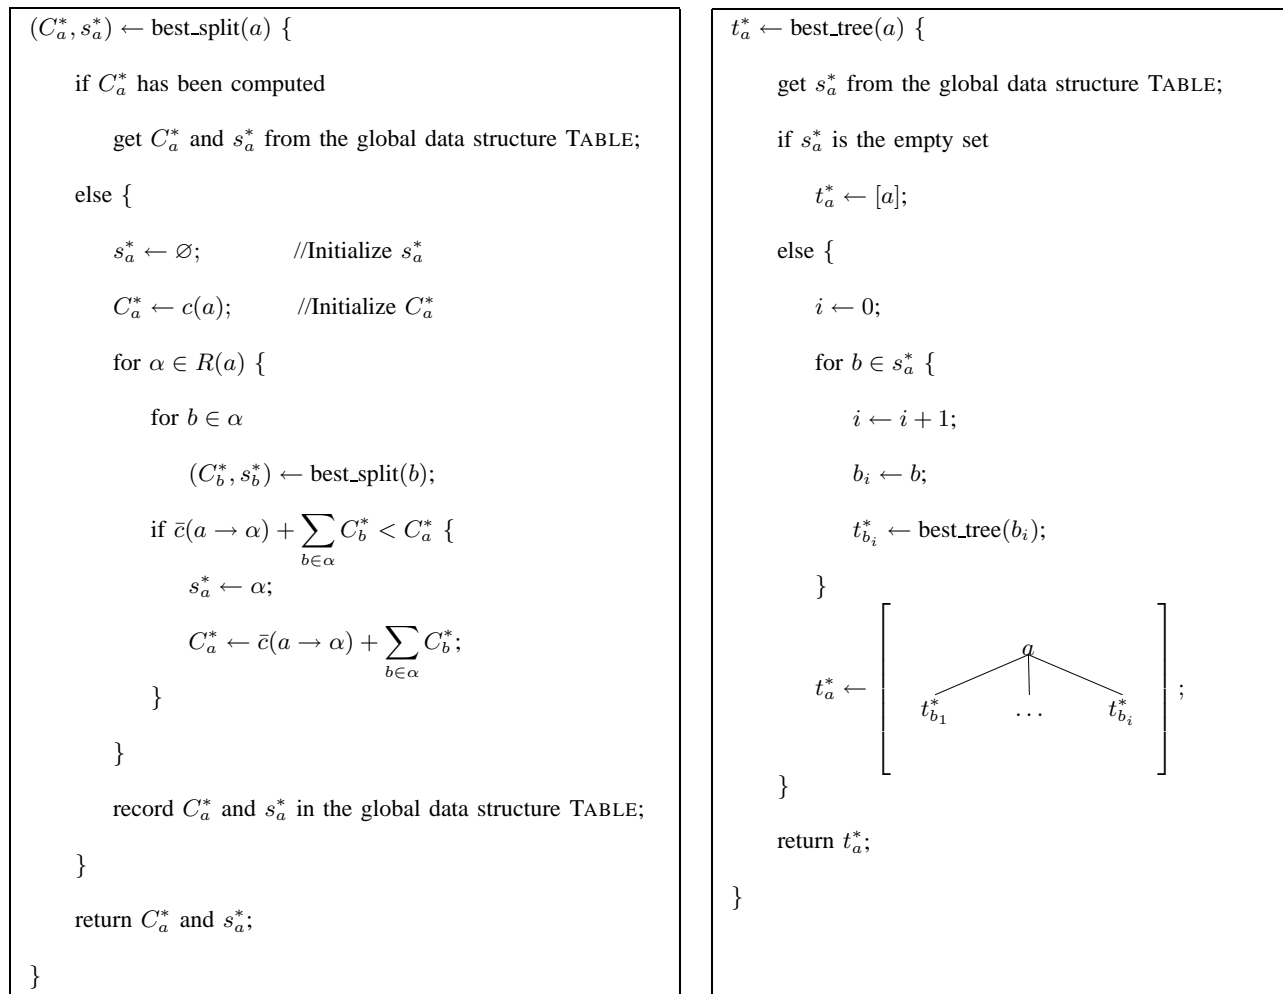 (C*_a, s*_a) ← best_split(a) {
if C*_a has been computed
get C*_a and s*_a from the global data structure TABLE;
else {
s*_a ← ∅; //Initialize s*_a
C*_a ← c(a); //Initialize C*_a
for α ∈ R(a) {
for b ∈ α
(C*_b, s*_b) ← best_split(b);
if c̄(a → α) + ∑_{b∈α} C*_b < C*_a {
s*_a ← α;
C*_a ← c̄(a → α) + ∑_{b∈α} C*_b;
}
}
record C*_a and s*_a in the global data structure TABLE;
}
return C*_a and s*_a;
}
t*_a ← best_tree(a) {
get s*_a from the global data structure TABLE;
if s*_a is the empty set
t*_a ← [a];
else {
i ← 0;
for b ∈ s*_a {
i ← i + 1;
b_i ← b;
t*_{b_i} ← best_tree(b_i);
}
a
t*_a ← [ t*_{b_1} ... t*_{b_i} ] ;
}
return t*_a;
}